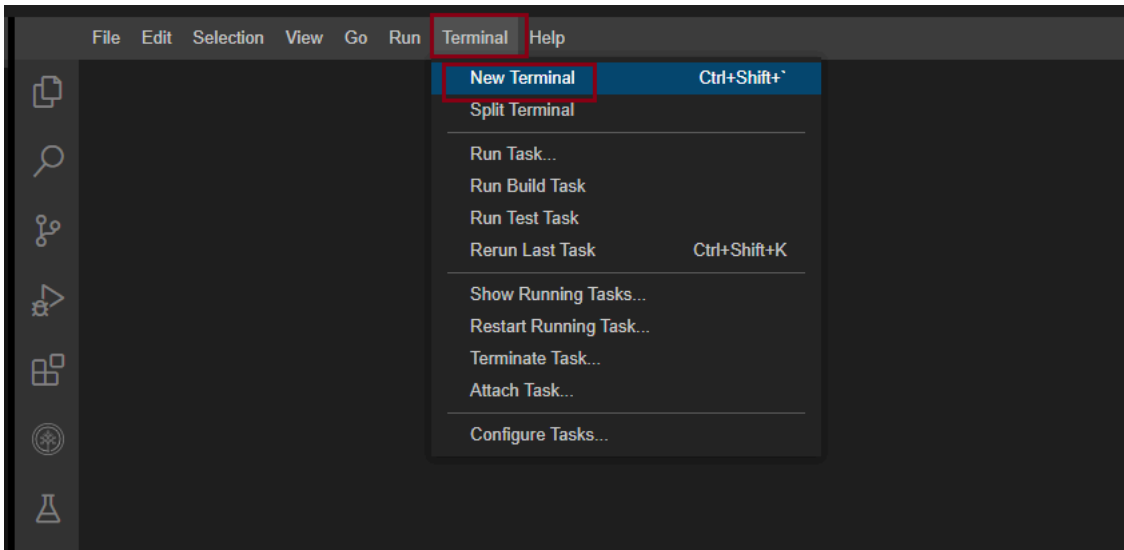 File Edit Selection View Go Run Terminal Help
New Terminal Ctrl+Shift+`
Split Terminal
Run Task...
Run Build Task
Run Test Task
Rerun Last Task Ctrl+Shift+K
Show Running Tasks...
Restart Running Task...
Terminate Task...
Attach Task...
Configure Tasks...